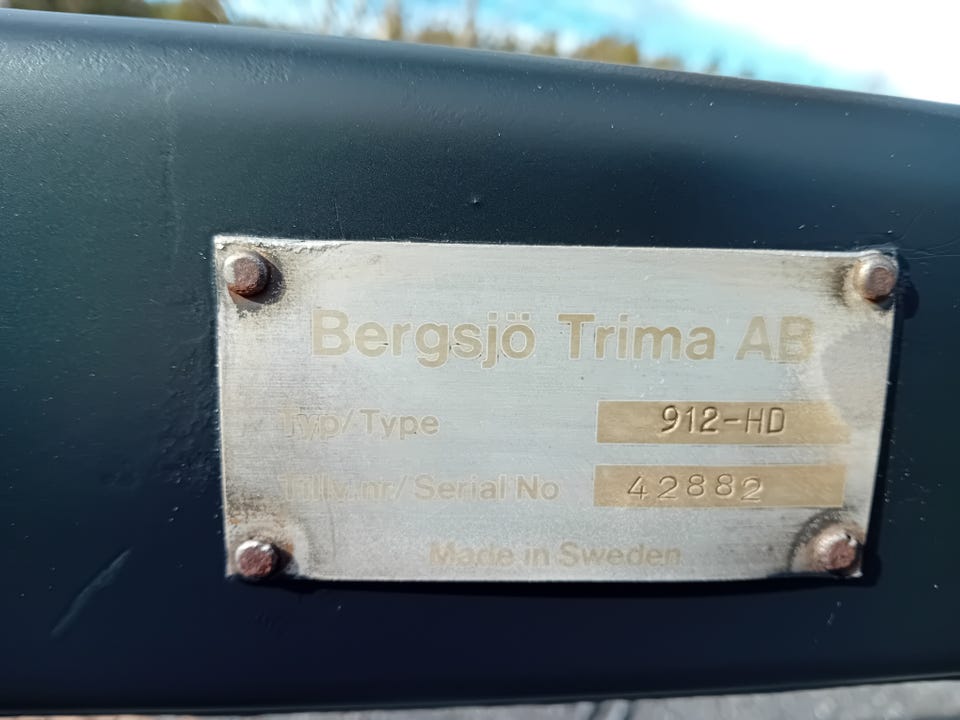 Bergsjö Trima AB
Typ/Type 912-HD
Tillv.nr/Serial No 42882
Made in Sweden